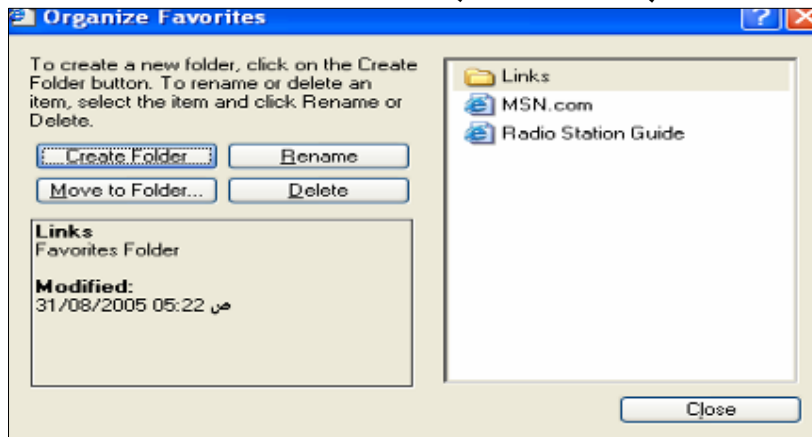 Organize Favorites
To create a new folder, click on the Create
Folder button. To rename or delete an
item, select the item and click Rename or
Delete.
Create Folder
Rename
Move to Folder...
Delete
Links
Favorites Folder
Modified:
31/08/2005 05:22 ص
Links
MSN.com
Radio Station Guide
Close